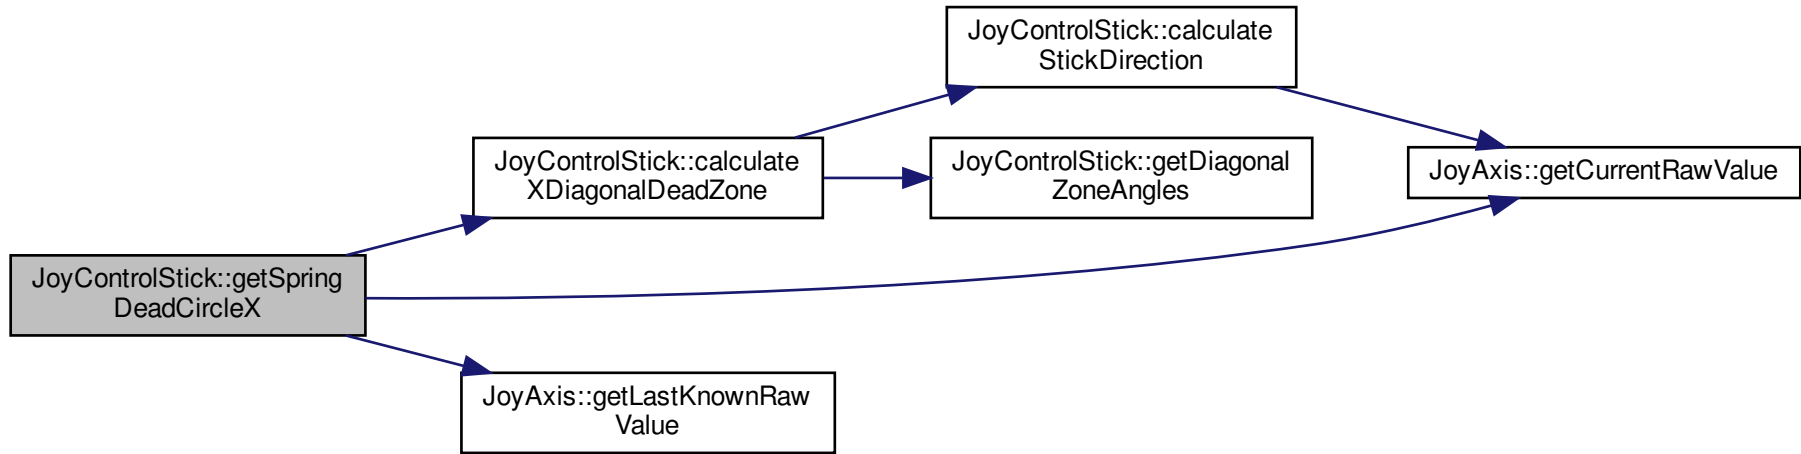 JoyControlStick::calculate
StickDirection
JoyControlStick::calculate
XDiagonalDeadZone
JoyControlStick::getDiagonal
ZoneAngles
JoyAxis::getCurrentRawValue
JoyControlStick::getSpring
DeadCircleX
JoyAxis::getLastKnownRaw
Value